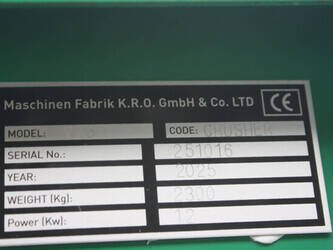 Maschinen Fabrik K.R.O. GmbH & Co. LTD CE
MODEL: CODE: CRUSHER
SERIAL No.: 251016
YEAR: 2025
WEIGHT (Kg): 2300
Power (Kw): 12